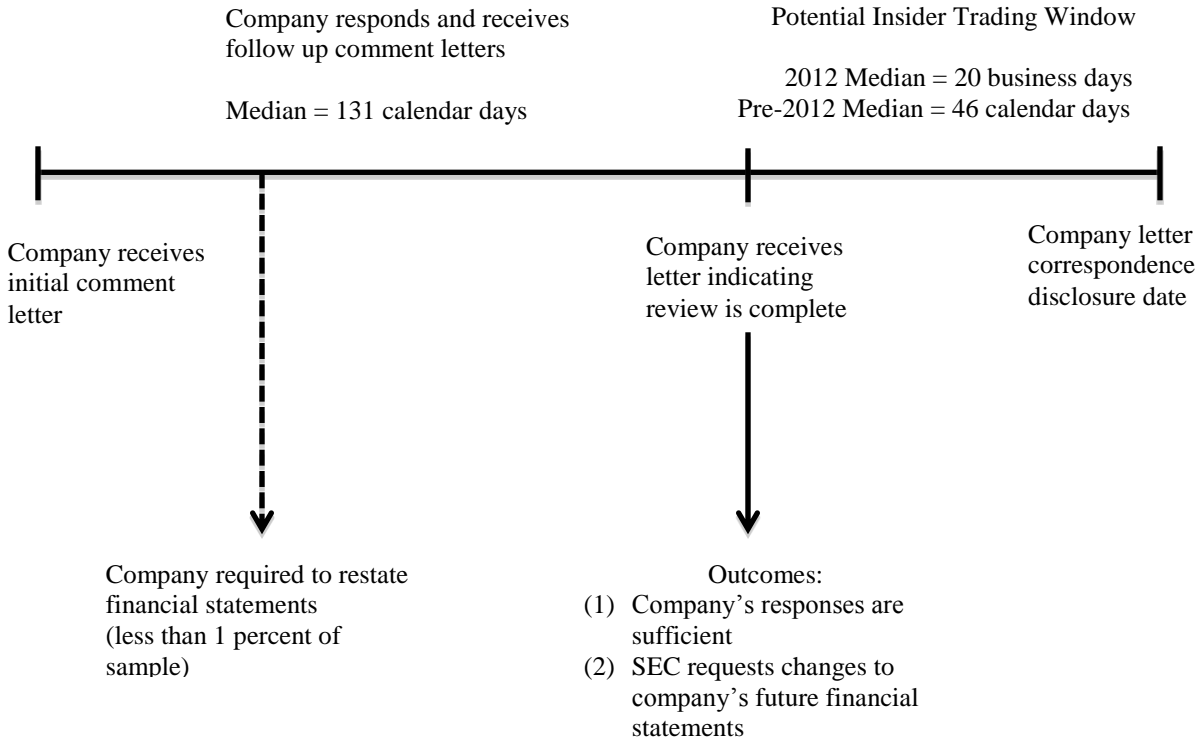 Company responds and receives
follow up comment letters
Median = 131 calendar days
Potential Insider Trading Window
2012 Median = 20 business days
Pre-2012 Median = 46 calendar days
Company receives
initial comment
letter
Company receives
letter indicating
review is complete
Company letter
correspondence
disclosure date
Company required to restate
financial statements
(less than 1 percent of
sample)
Outcomes:
(1) Company’s responses are
sufficient
(2) SEC requests changes to
company’s future financial
statements